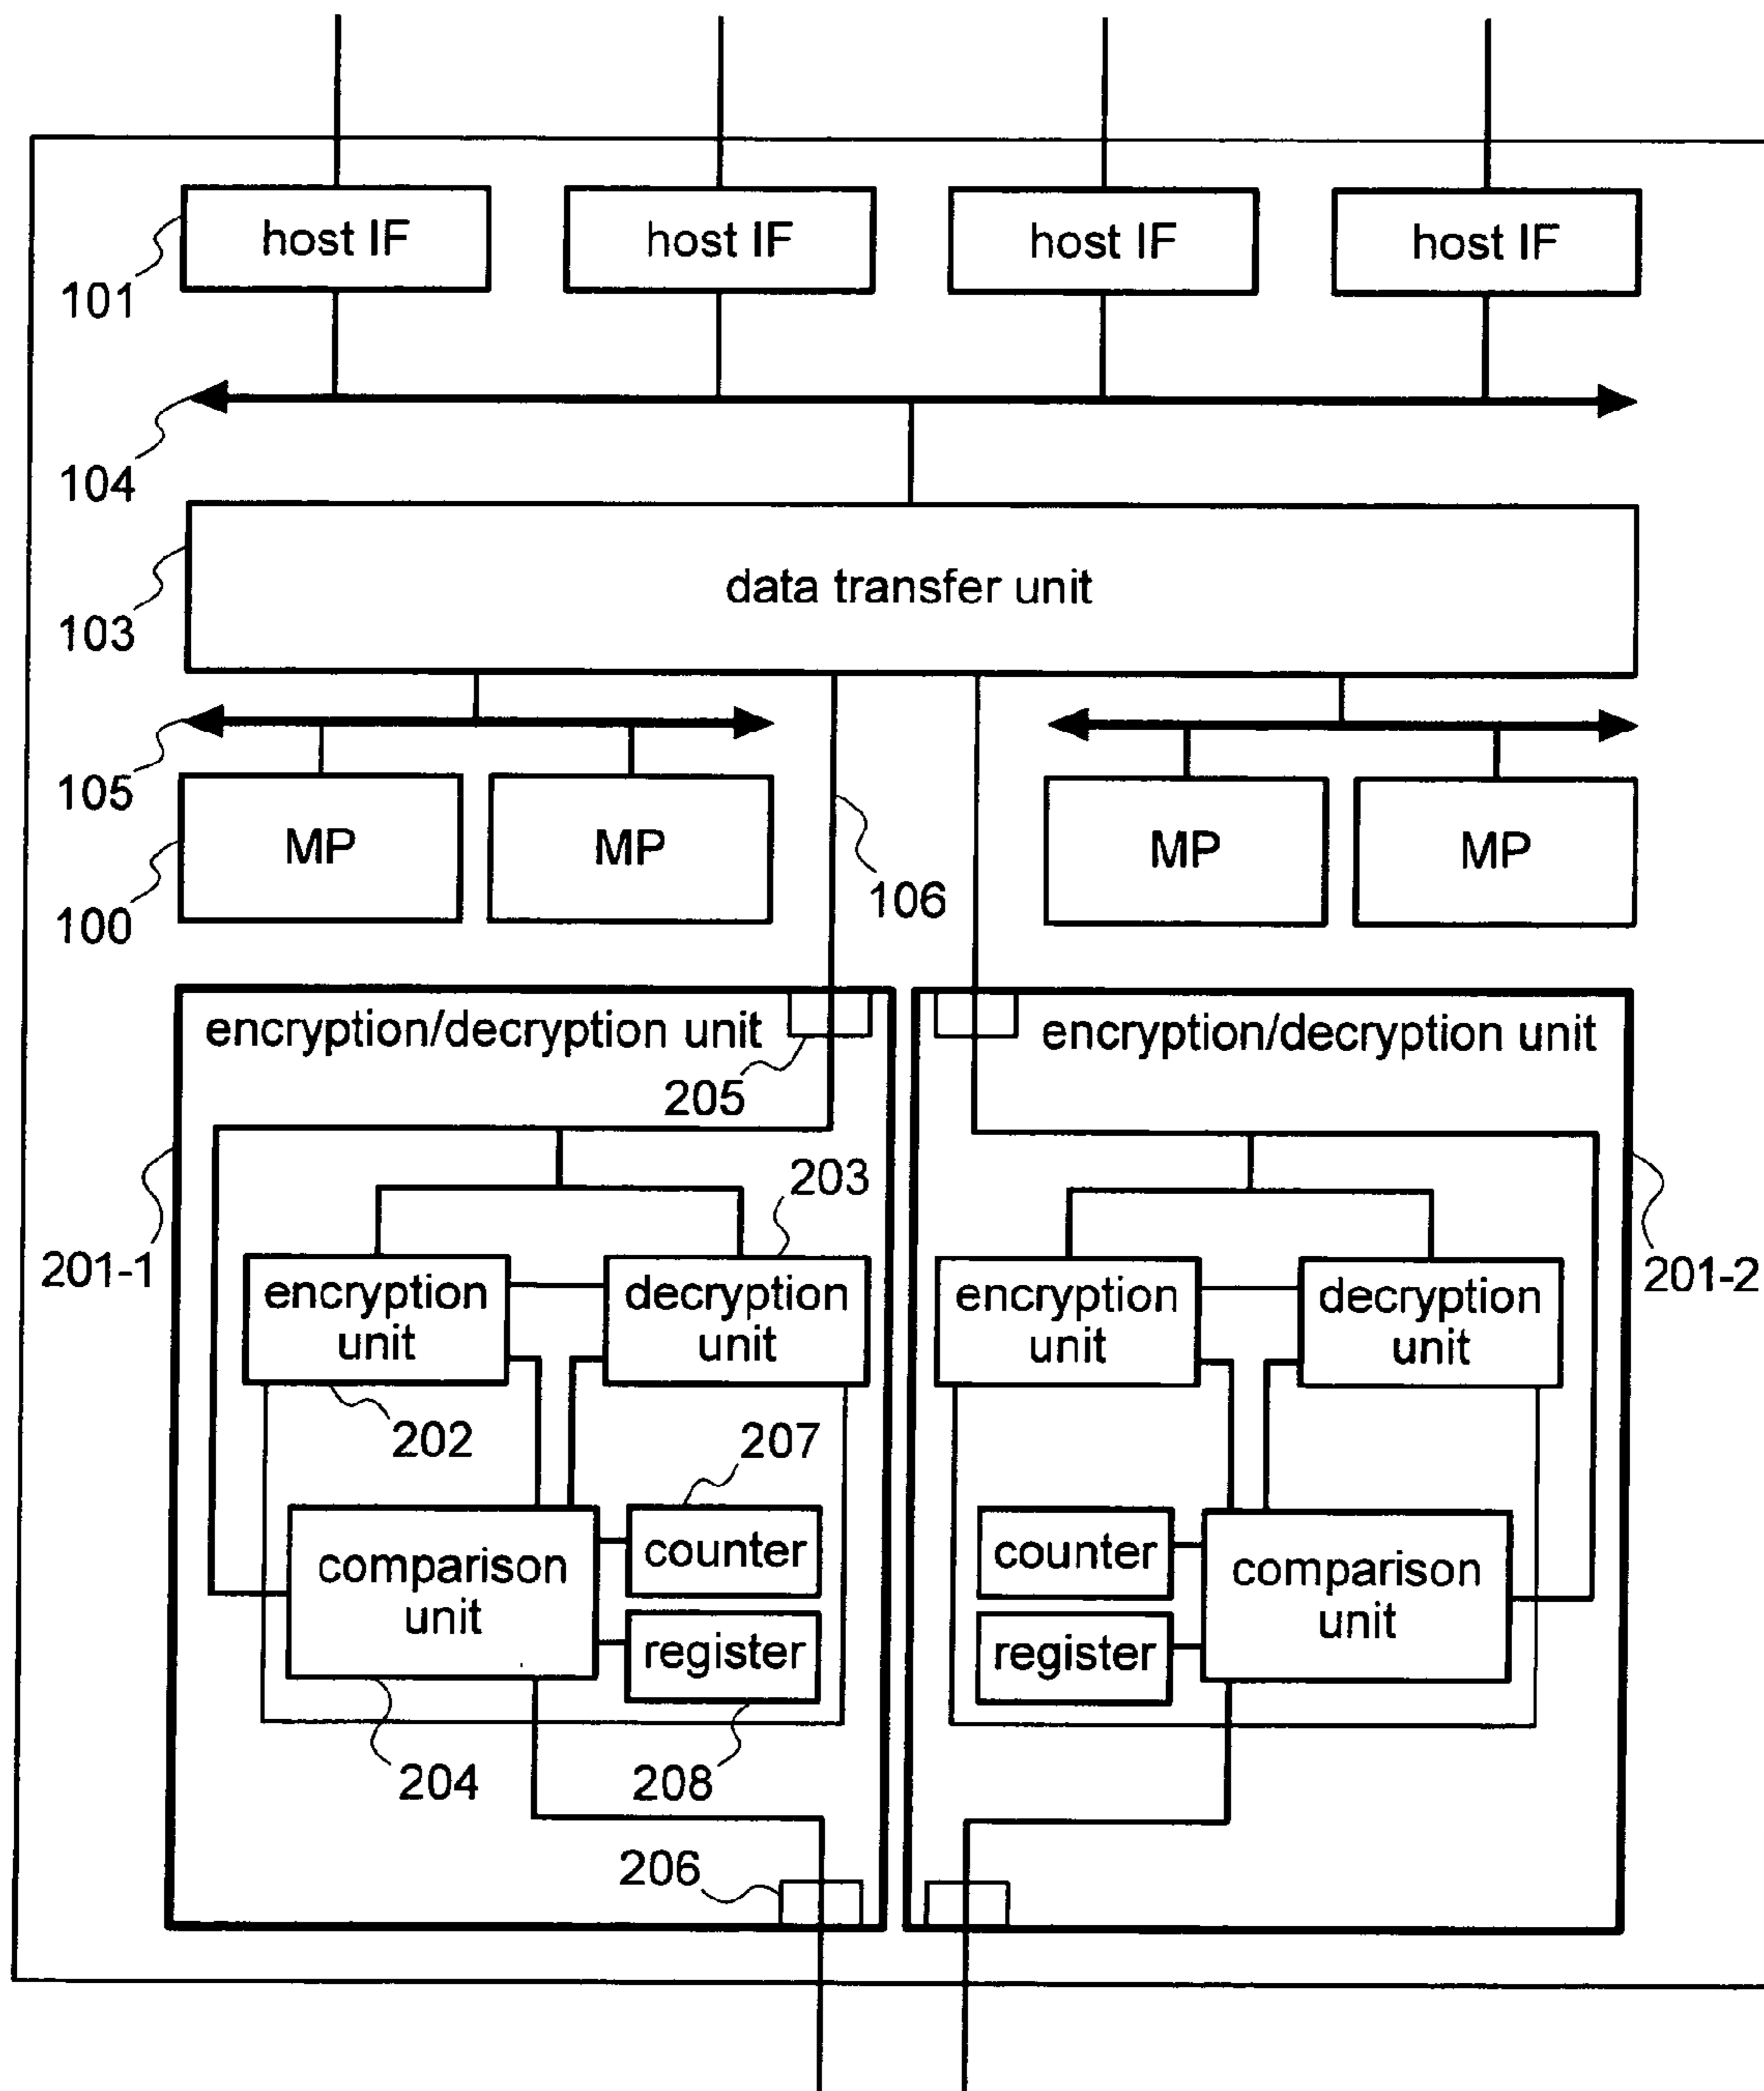 host IF
host IF
host IF
host IF
101
104
data transfer unit
103
105
MP
MP
MP
MP
100
106
encryption/decryption unit
encryption/decryption unit
205
203
201-1
201-2
encryption
unit
decryption
unit
encryption
unit
decryption
unit
202
207
counter
comparison
unit
register
counter
comparison
unit
register
204
208
206